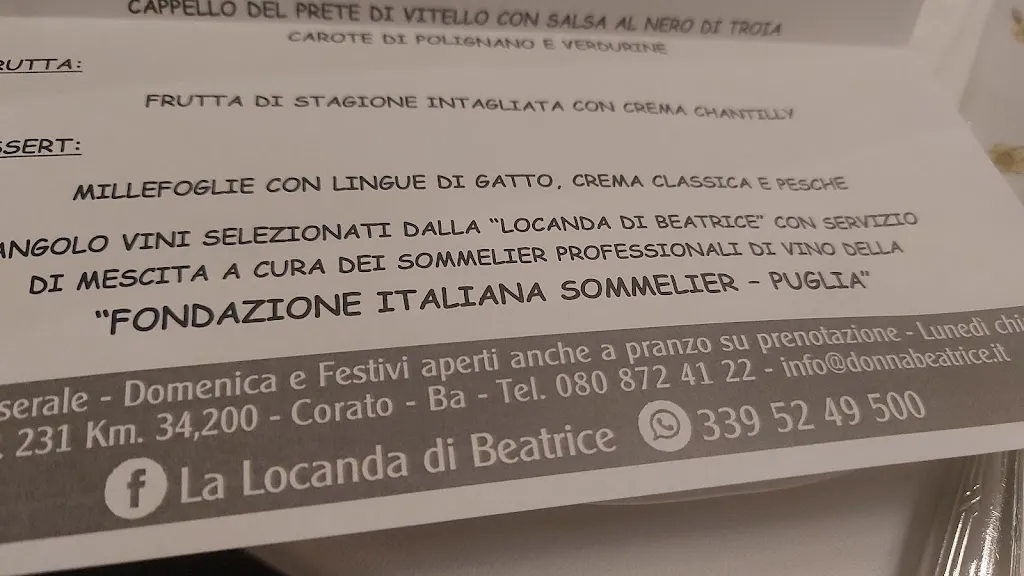 CAPPELLO DEL PRETE DI VITELLO CON SALSA AL NERO DI TROIA
CAROTE DI POLIGNANO E VERDURINE
RUTTA:
FRUTTA DI STAGIONE INTAGLIATA CON CREMA CHANTILLY
SSERT:
MILLEFOGLIE CON LINGUE DI GATTO, CREMA CLASSICA E PESCHE
ANGOLO VINI SELEZIONATI DALLA "LOCANDA DI BEATRICE" CON SERVIZIO
DI MESCITA A CURA DEI SOMMELIER PROFESSIONALI DI VINO DELLA
"FONDAZIONE ITALIANA SOMMELIER - PUGLIA"
serale - Domenica e Festivi aperti anche a pranzo su prenotazione - Lunedì chi
. 231 Km. 34,200 - Corato - Ba - Tel. 080 872 41 22 - info@donnabeatrice.it
f La Locanda di Beatrice 339 52 49 500